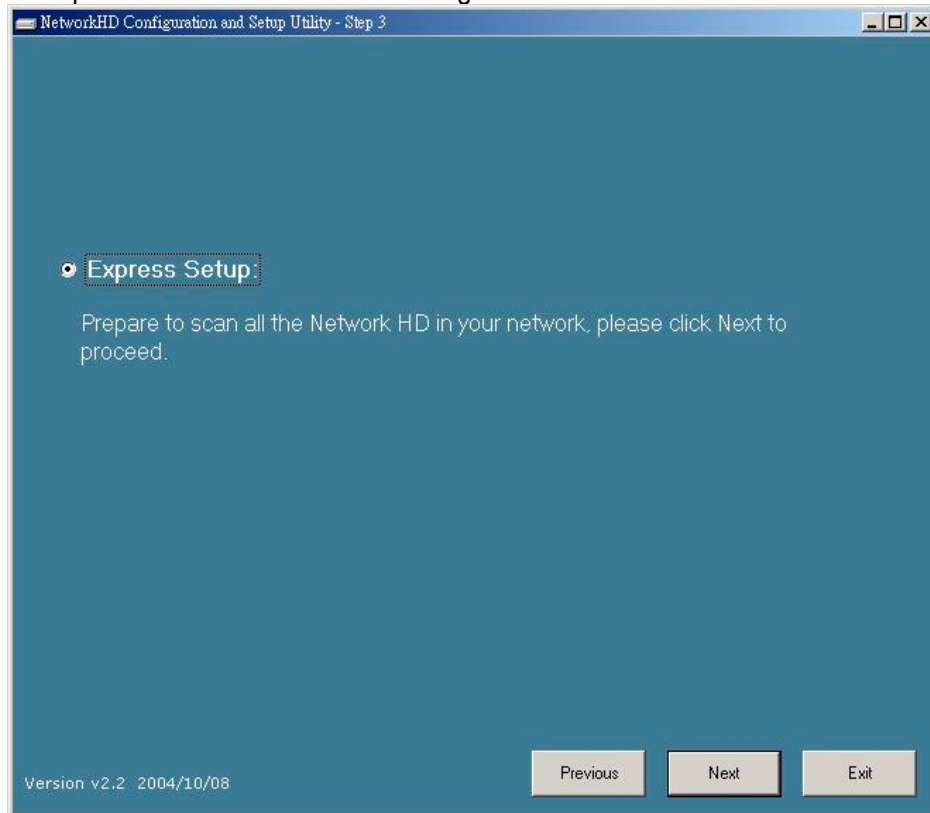 NetworkHD Configuration and Setup Utility - Step 3
Express Setup:
Prepare to scan all the Network HD in your network, please click Next to
proceed.
Previous
Next
Exit
Version v2.2 2004/10/08